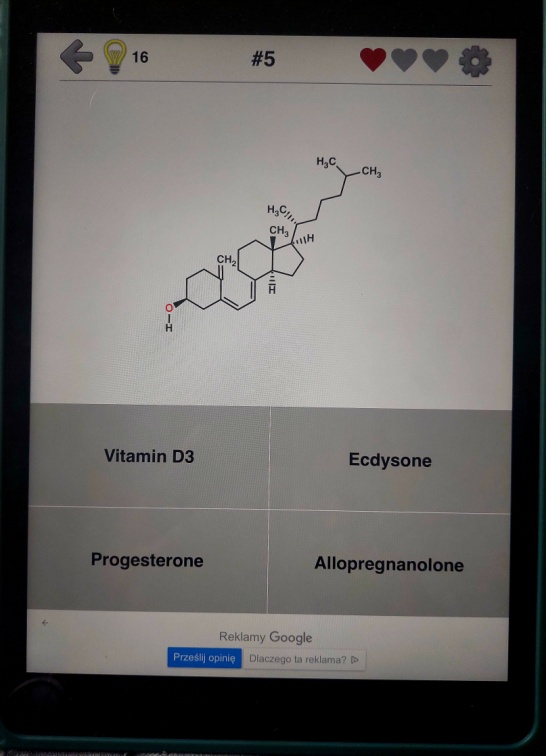 16 #5
H₃C CH₃
H₃C
CH₃ H
CH₂
H
O
H
Vitamin D3 Ecdysone
Progesterone Allopregnanolone
Reklamy Google
Prześlij opinię Dlaczego ta reklama?